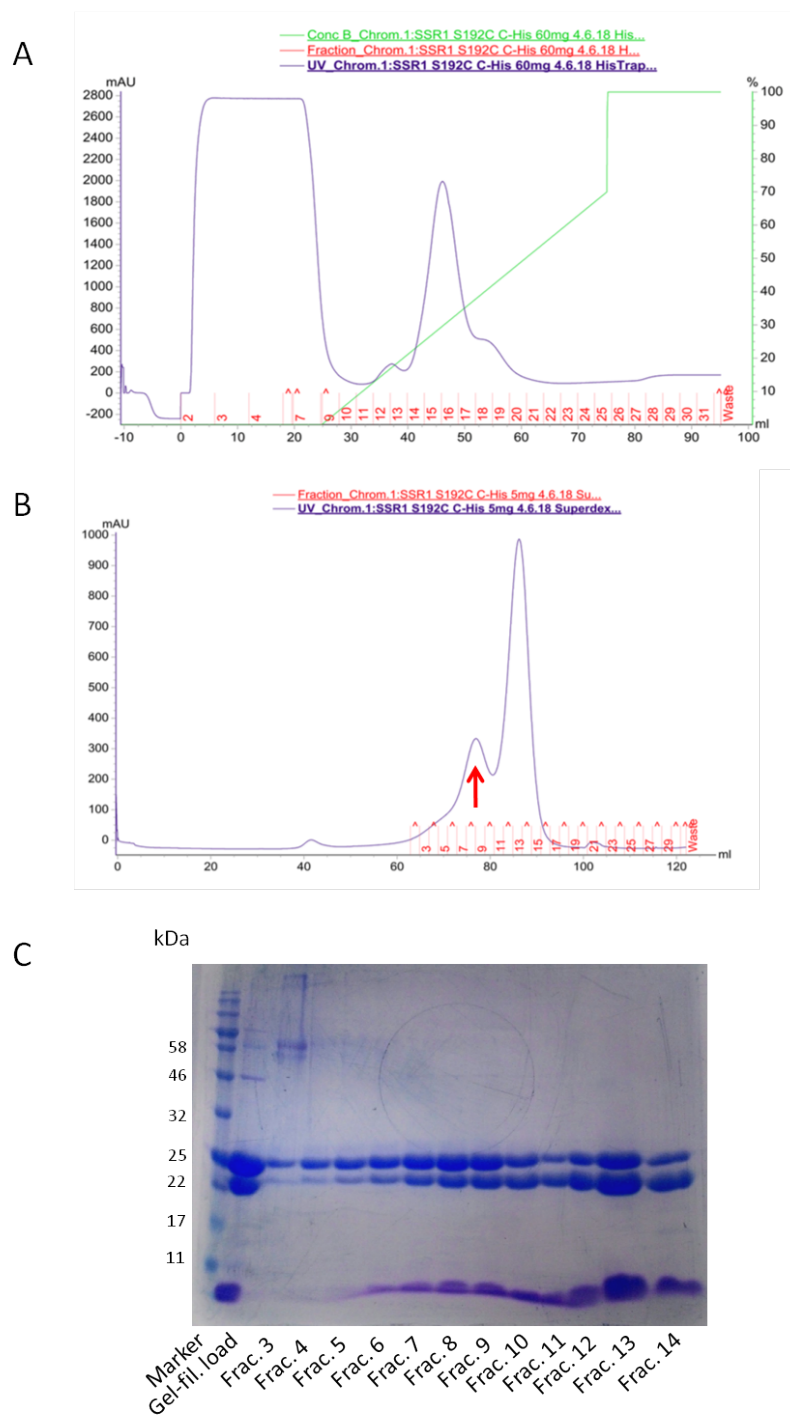 A
Conc B_Chrom.1:SSR1 S192C C-His 60mg 4.6.18 His...
Fraction_Chrom.1:SSR1 S192C C-His 60mg 4.6.18 H...
UV_Chrom.1:SSR1 S192C C-His 60mg 4.6.18 HisTrap...
mAU
%
2800
2600
2400
2200
2000
1800
1600
1400
1200
1000
800
600
400
200
0
-200
100
90
80
70
60
50
40
30
20
10
2 3 4 7 9 10 11 12 13 14 15 16 17 18 19 20 21 22 23 24 25 26 27 28 29 30 31 Waste
ml
-10 0 10 20 30 40 50 60 70 80 90 100
B
Fraction_Chrom.1:SSR1 S192C C-His 5mg 4.6.18 Su...
UV_Chrom.1:SSR1 S192C C-His 5mg 4.6.18 Superdex...
mAU
1000
900
800
700
600
500
400
300
200
100
0
3 5 7 9 11 13 15 17 19 21 23 25 27 29 Waste
0 20 40 60 80 100 120 ml
C
kDa
58
46
32
25
22
17
11
Marker
Gel-fil. load
Frac. 3
Frac. 4
Frac. 5
Frac. 6
Frac. 7
Frac. 8
Frac. 9
Frac. 10
Frac. 11
Frac. 12
Frac. 13
Frac. 14